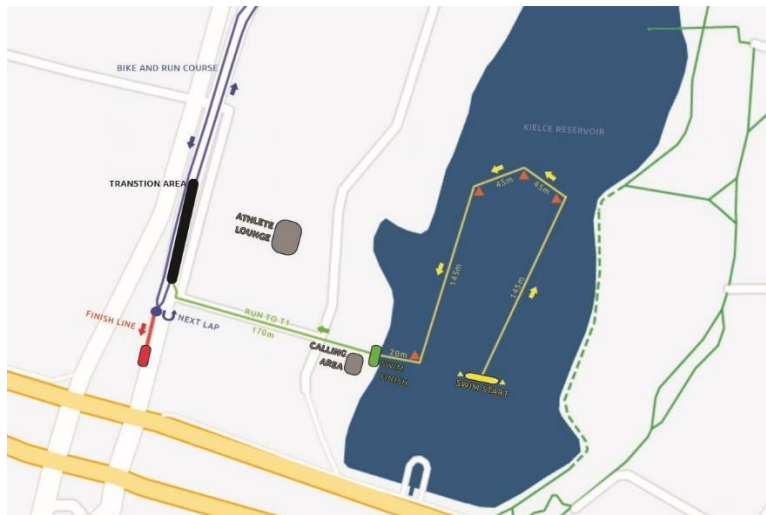 BIKE AND RUN COURSE
KIELCE RESERVOIR
TRANSTION AREA
45m
45m
ATHLETE
LOUNGE
145m
145m
FINISH LINE
NEXT LAP
RUN TO T1
170m
CALLING
AREA
20m
SWIM
FINISH
SWIM START